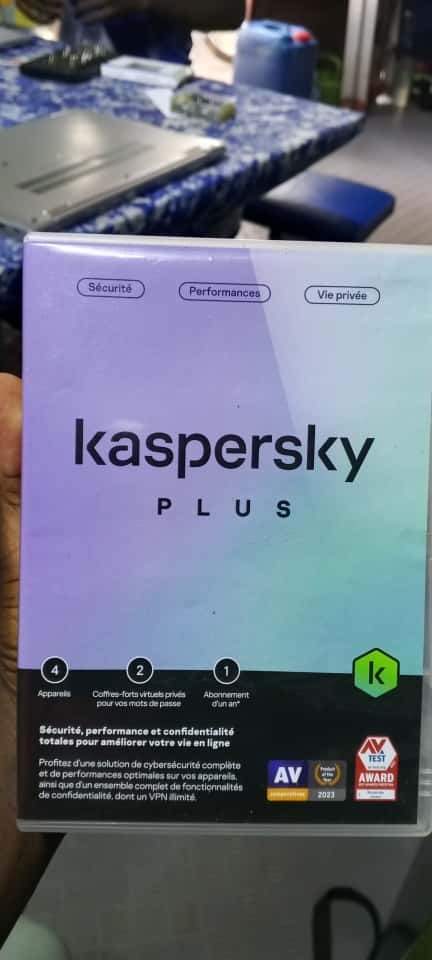 Sécurité
Performances
Vie privée
kaspersky
PLUS
4
Appareils
2
Coffres-forts virtuels privés
pour vos mots de passe
1
Abonnement
d'un an*
k
Sécurité, performance et confidentialité
totales pour améliorer votre vie en ligne
Profitez d'une solution de cybersécurité complète
et de performances optimales sur vos appareils,
ainsi que d'un ensemble complet de fonctionnalités
de confidentialité, dont un VPN illimité.
AV
comparatives
Product
of the
Year
2023
AV
TEST
AWARD